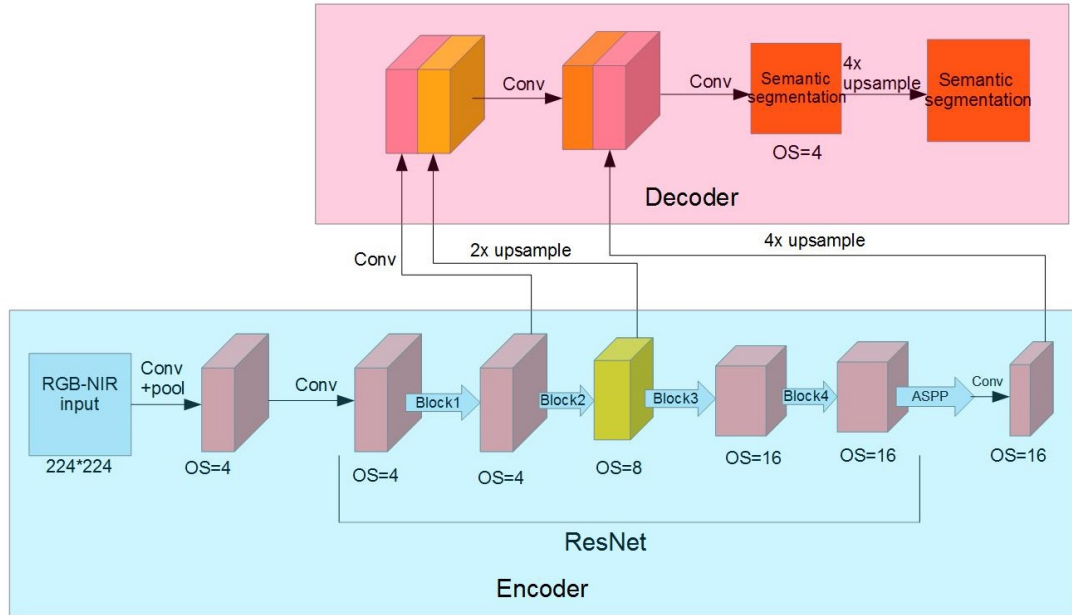 Conv
Conv
Semantic
segmentation
4x
upsample
Semantic
segmentation
OS=4
Decoder
Conv
2x upsample
4x upsample
RGB-NIR
input
224*224
Conv
+pool
OS=4
Conv
OS=4
Block1
OS=4
Block2
OS=8
Block3
OS=16
Block4
OS=16
ASPP
Conv
OS=16
ResNet
Encoder